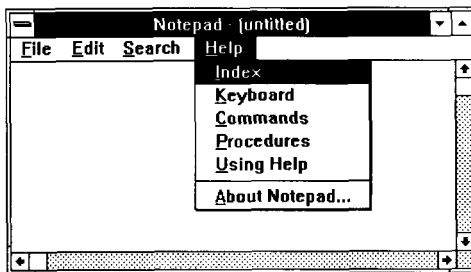 Notepad - (untitled)
File Edit Search Help
Index
Keyboard
Commands
Procedures
Using Help
About Notepad...